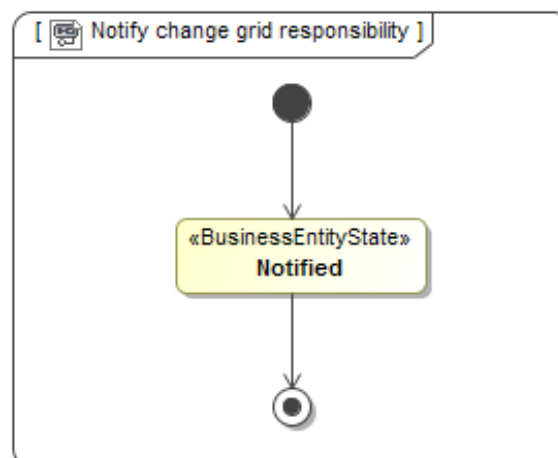 [ Notify change grid responsibility ]
«BusinessEntityState»
Notified